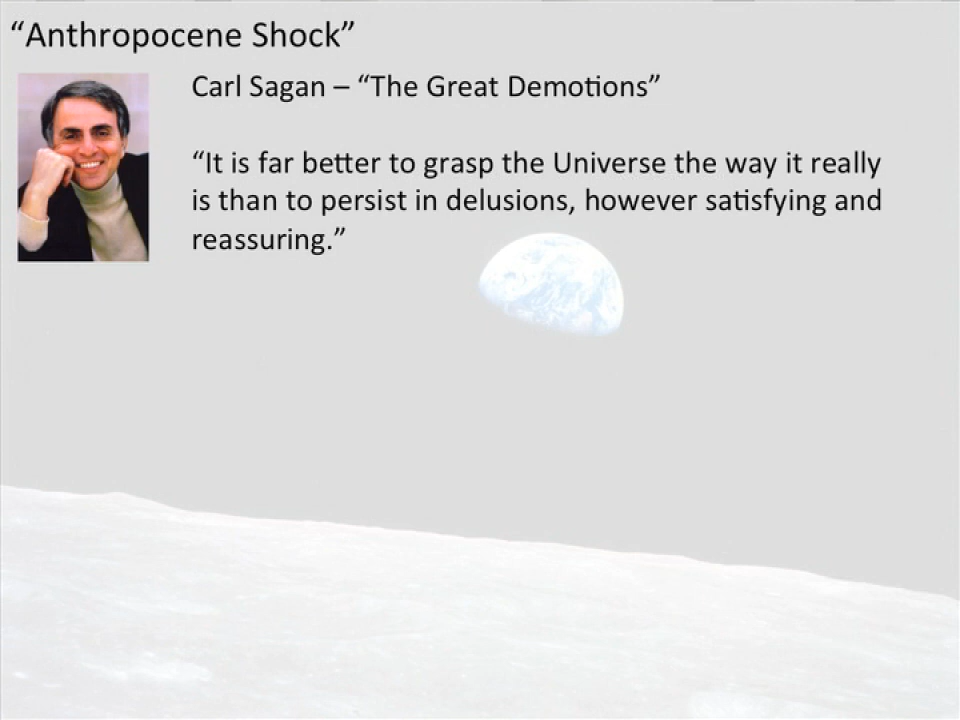 “Anthropocene Shock”
Carl Sagan – “The Great Demotions”
“It is far better to grasp the Universe the way it really
is than to persist in delusions, however satisfying and
reassuring.”